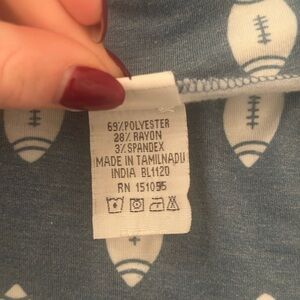 69%POLYESTER
28% RAYON
3% SPANDEX
MADE IN TAMILNADU
INDIA BL1120
RN 151095